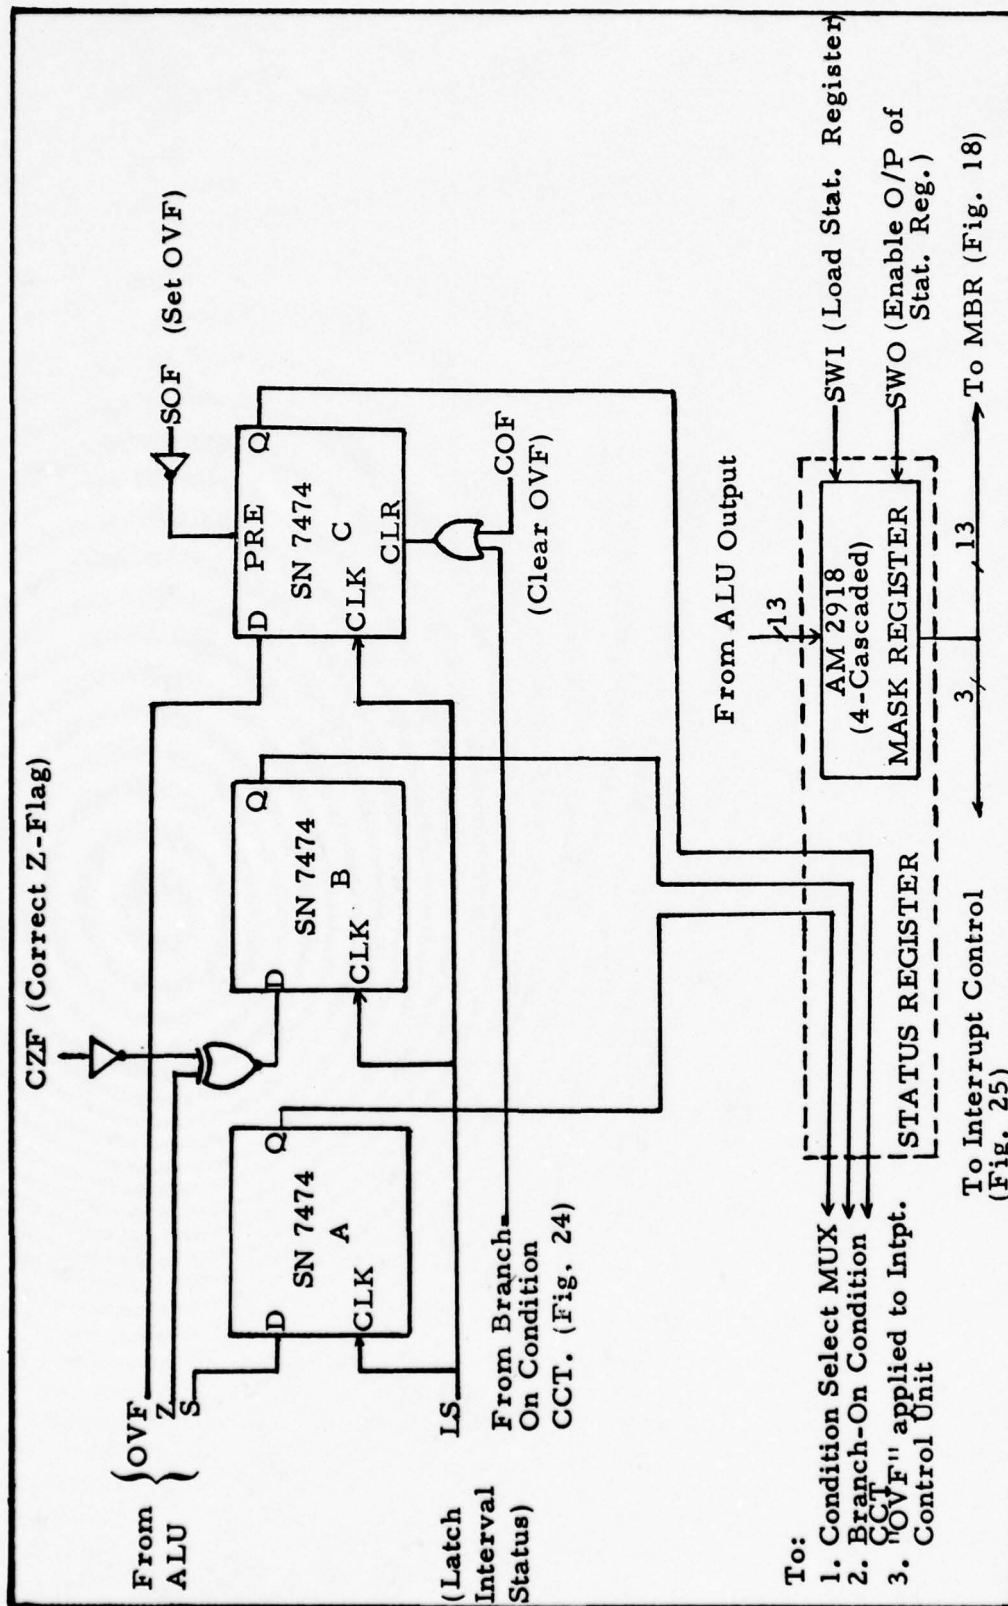 CZF (Correct Z-Flag)
SOF (Set OVF)
From
ALU
OVF
Z
S
D
SN 7474
A
CLK
Q
D
SN 7474
B
CLK
Q
D
PRE
SN 7474
CLK
C
CLR
Q
COF
(Clear OVF)
LS
(Latch
Interval
Status)
From Branch-
On Condition
CCT. (Fig. 24)
From ALU Output
13
AM 2918
(4-Cascaded)
MASK REGISTER
SWI (Load Stat. Register)
SWO (Enable O/P of
Stat. Reg.)
STATUS REGISTER
3
13
To MBR (Fig. 18)
To Interrupt Control
(Fig. 25)
To:
1. Condition Select MUX
2. Branch-On Condition
CCT
3. "OVF" applied to Intpt.
Control Unit